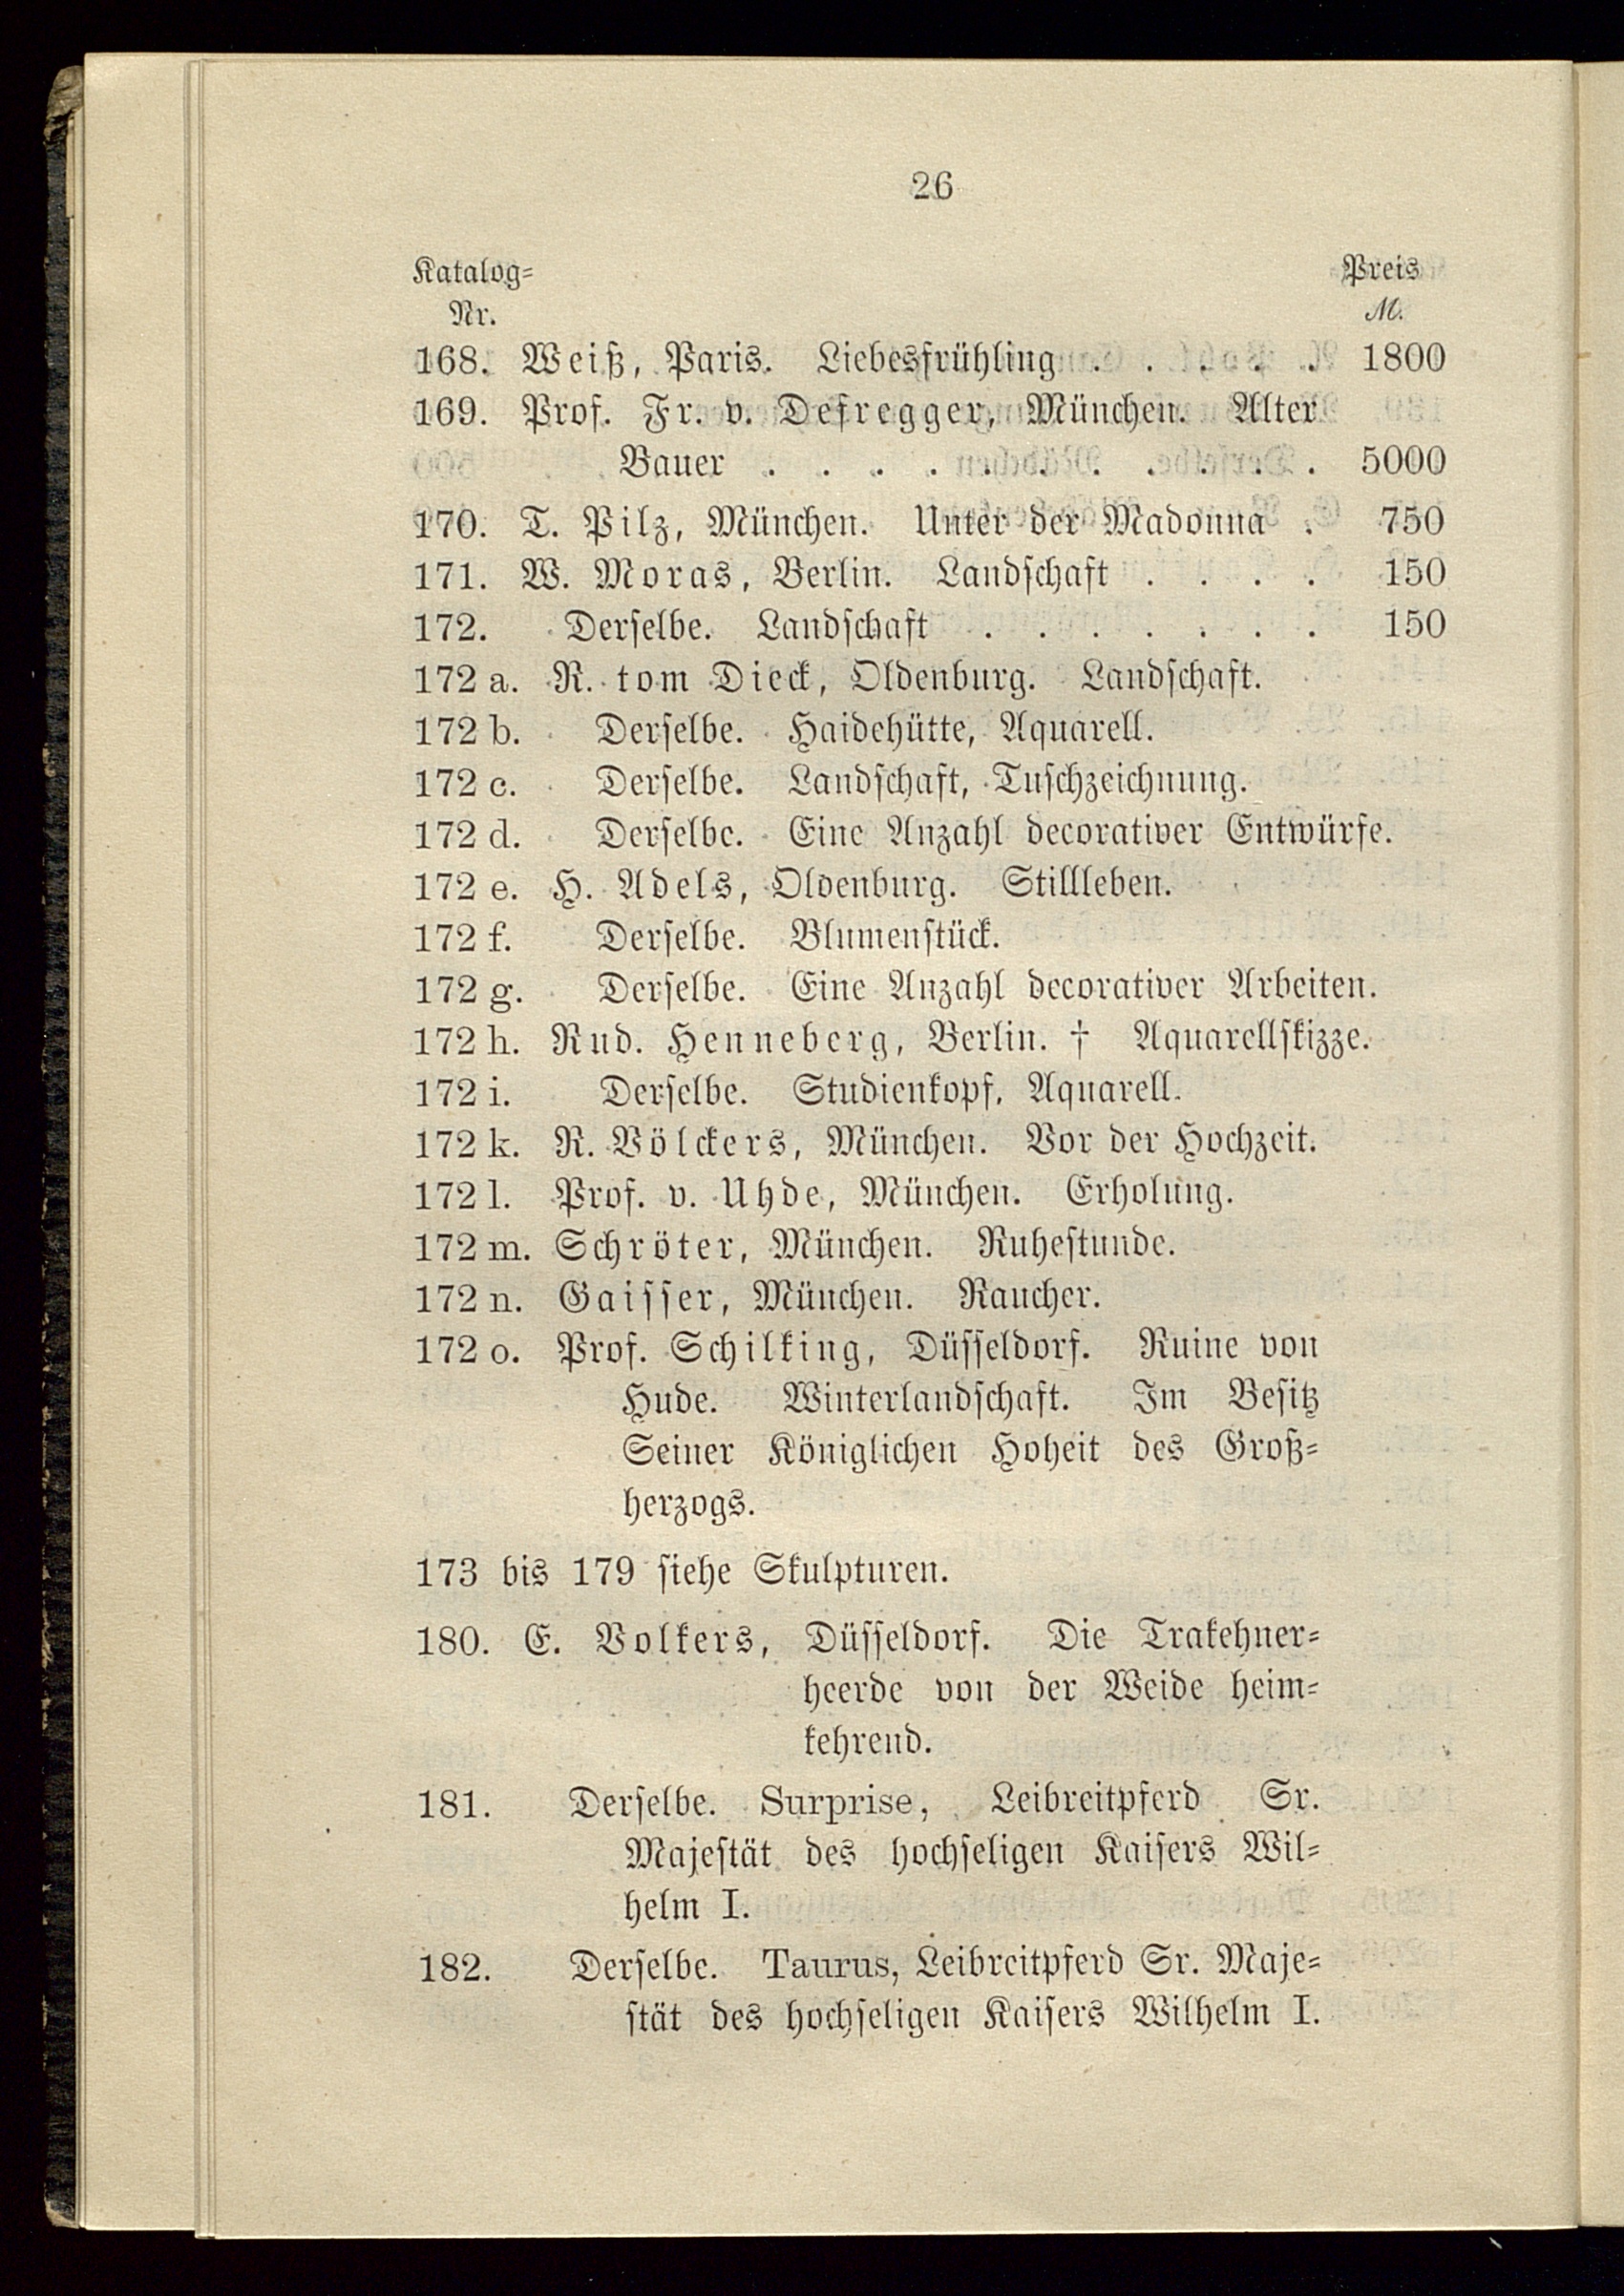 26
Katalog- Preis
Nr. M.
168. Weiß, Paris. Liebesfrühling . . . . . 1800
169. Prof. Fr. v. Defregger, München. Alter
Bauer . . . . . . . . . . . 5000
170. T. Pilz, München. Unter der Madonna . 750
171. W. Moras, Berlin. Landschaft . . . . 150
172. Derselbe. Landschaft . . . . . . . 150
172 a. R. tom Dieck, Oldenburg. Landschaft.
172 b. Derselbe. Haidehütte, Aquarell.
172 c. Derselbe. Landschaft, Tuschzeichnung.
172 d. Derselbe. Eine Anzahl decorativer Entwürfe.
172 e. H. Adels, Oldenburg. Stillleben.
172 f. Derselbe. Blumenstück.
172 g. Derselbe. Eine Anzahl decorativer Arbeiten.
172 h. Rud. Henneberg, Berlin. † Aquarellskizze.
172 i. Derselbe. Studienkopf, Aquarell.
172 k. R. Völckers, München. Vor der Hochzeit.
172 l. Prof. v. Uhde, München. Erholung.
172 m. Schröter, München. Ruhestunde.
172 n. Gaisser, München. Raucher.
172 o. Prof. Schilking, Düsseldorf. Ruine von
Hude. Winterlandschaft. Im Besitz
Seiner Königlichen Hoheit des Groß-
herzogs.
173 bis 179 siehe Skulpturen.
180. E. Volkers, Düsseldorf. Die Trakehner-
heerde von der Weide heim-
kehrend.
181. Derselbe. Surprise, Leibreitpferd Sr.
Majestät des hochseligen Kaisers Wil-
helm I.
182. Derselbe. Taurus, Leibreitpferd Sr. Maje-
stät des hochseligen Kaisers Wilhelm I.